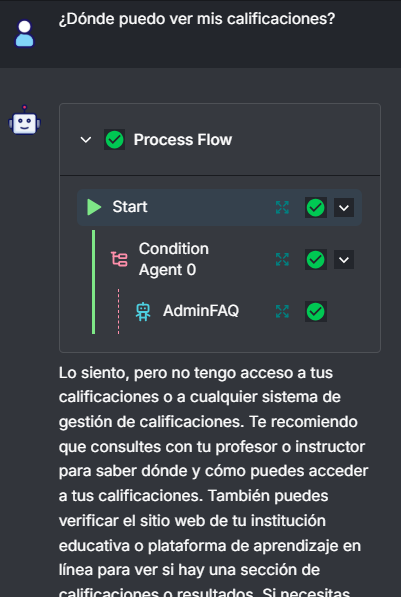 ¿Dónde puedo ver mis calificaciones?
Process Flow
Start
Condition
Agent 0
AdminFAQ
Lo siento, pero no tengo acceso a tus
calificaciones o a cualquier sistema de
gestión de calificaciones. Te recomiendo
que consultes con tu profesor o instructor
para saber dónde y cómo puedes acceder
a tus calificaciones. También puedes
verificar el sitio web de tu institución
educativa o plataforma de aprendizaje en
línea para ver si hay una sección de
calificaciones o resultados. Si necesitas